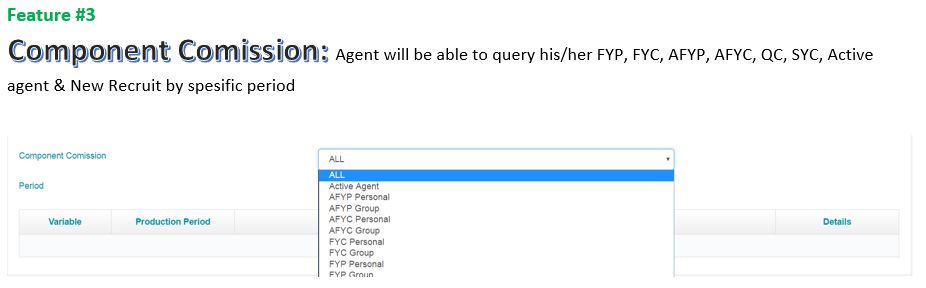 Feature #3
Component Comission: Agent will be able to query his/her FYP, FYC, AFYP, AFYC, QC, SYC, Active
agent & New Recruit by spesific period
Component Comission
ALL
ALL
Period
Active Agent
AFYP Personal
AFYP Group
AFYC Personal
AFYC Group
FYC Personal
FYC Group
FYP Personal
FYP Group
Variable
Production Period
Details